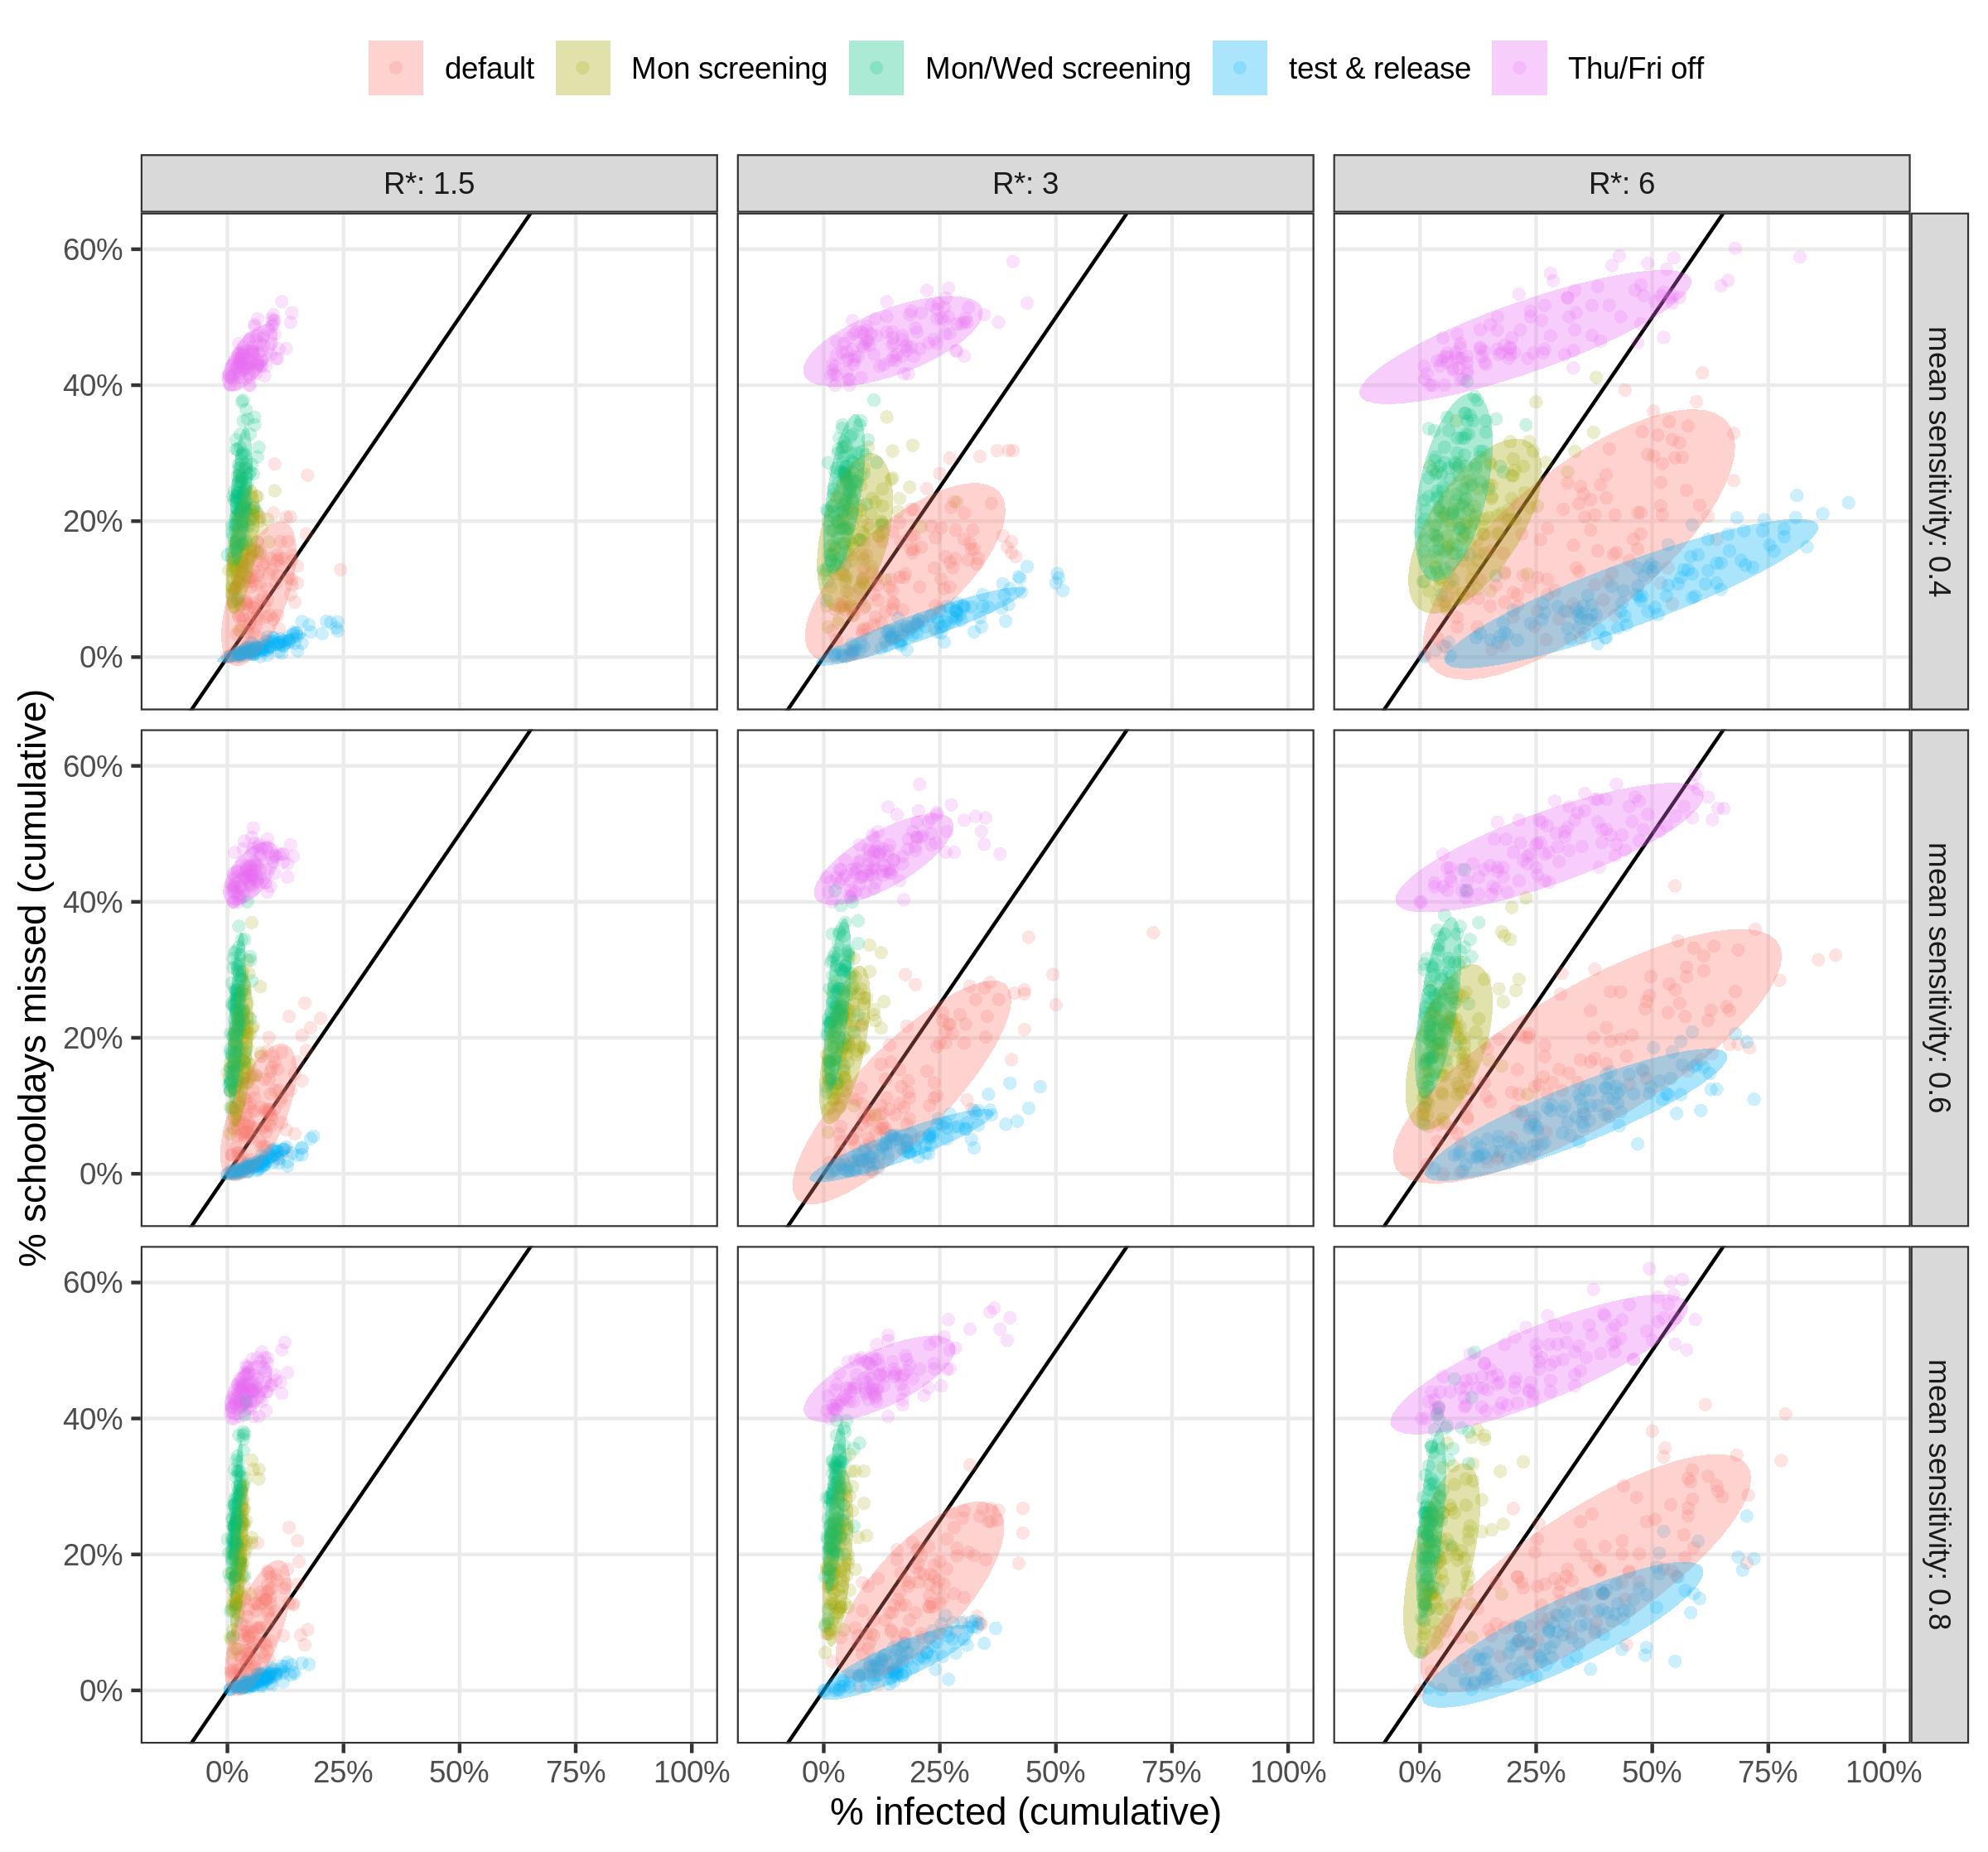 default Mon screening Mon/Wed screening test & release Thu/Fri off
R*: 1.5 R*: 3 R*: 6
60%
40%
20%
0%
mean sensitivity: 0.4
% schooldays missed (cumulative)
60%
40%
20%
0%
mean sensitivity: 0.6
60%
40%
20%
0%
mean sensitivity: 0.8
0% 25% 50% 75% 100% 0% 25% 50% 75% 100% 0% 25% 50% 75% 100%
% infected (cumulative)